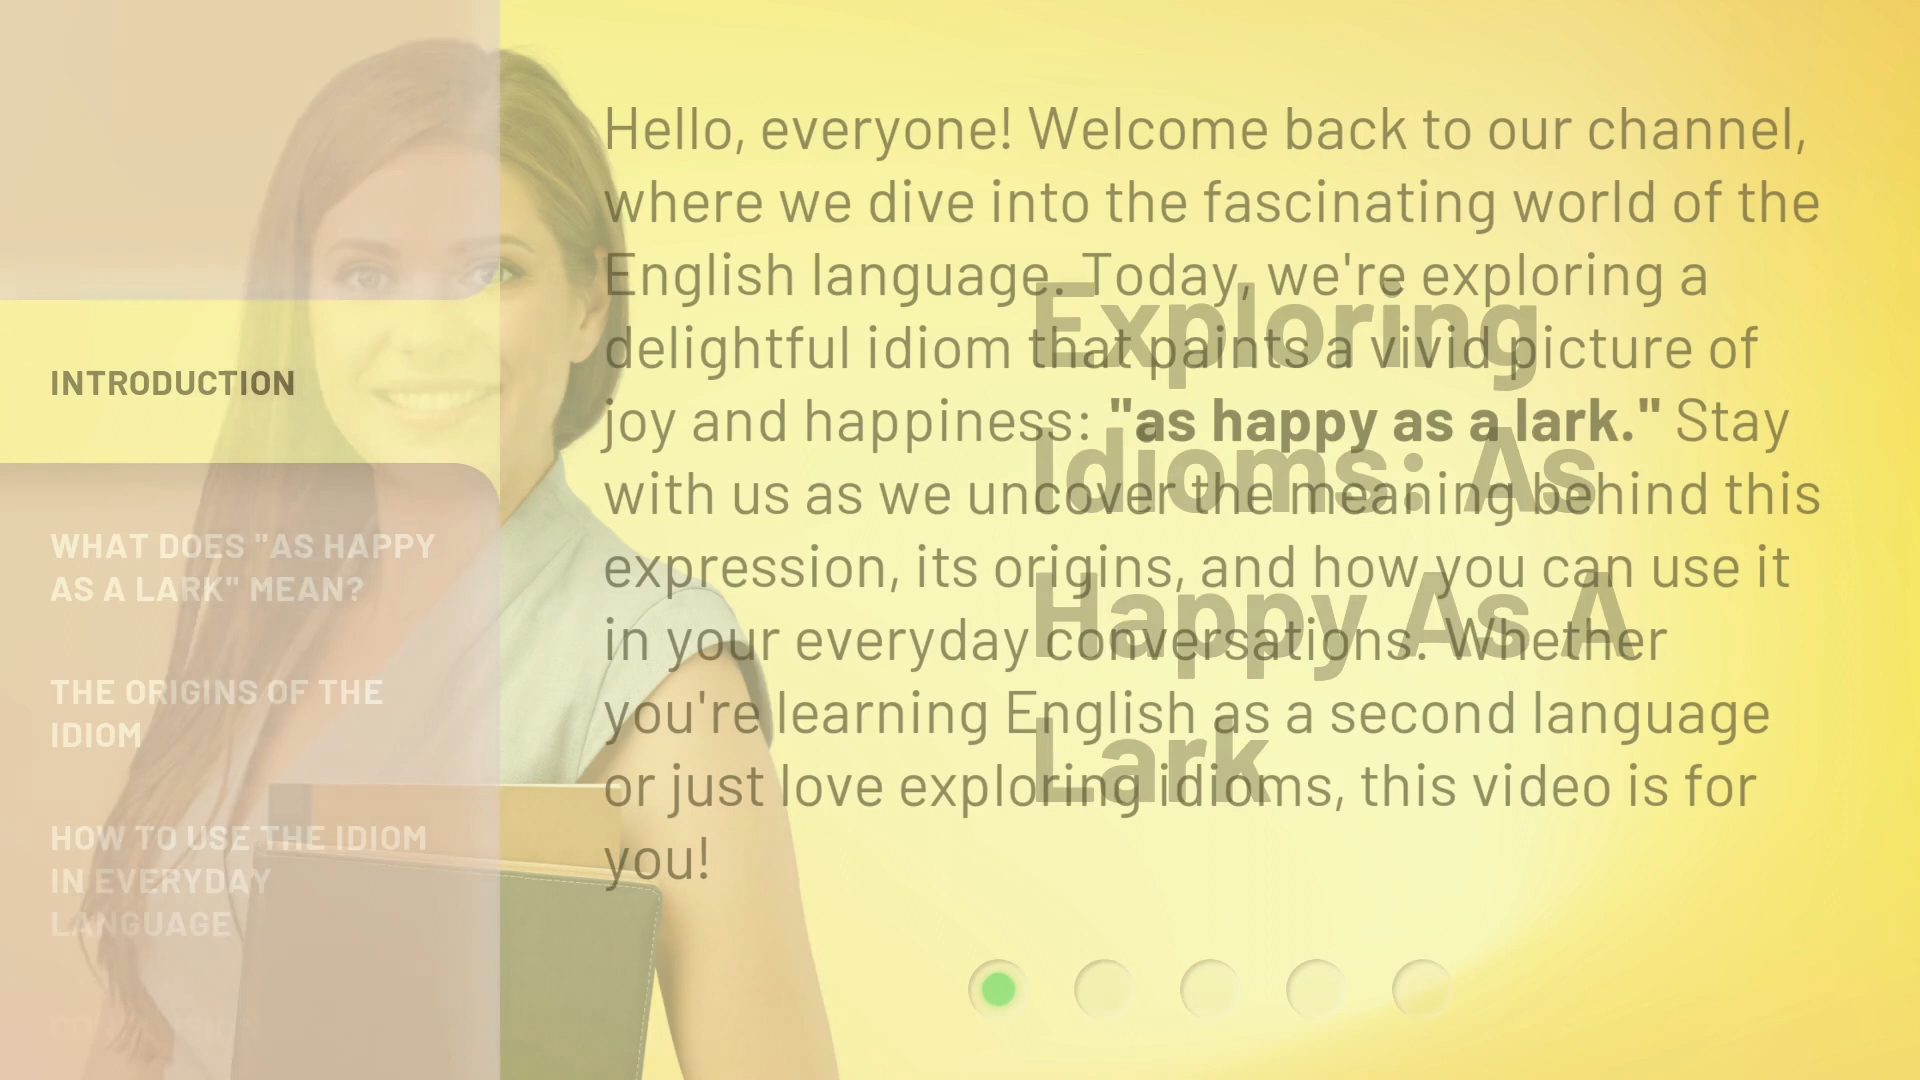 INTRODUCTION
WHAT DOES "AS HAPPY
AS A LARK" MEAN?
THE ORIGINS OF THE
IDIOM
HOW TO USE THE IDIOM
IN EVERYDAY
LANGUAGE
Hello, everyone! Welcome back to our channel,
where we dive into the fascinating world of the
English language. Today, we're exploring a
delightful idiom that paints a vivid picture of
joy and happiness: "as happy as a lark." Stay
with us as we uncover the meaning behind this
expression, its origins, and how you can use it
in your everyday conversations. Whether
you're learning English as a second language
or just love exploring idioms, this video is for
you!
Exploring
Idioms: As
Happy As A
Lark